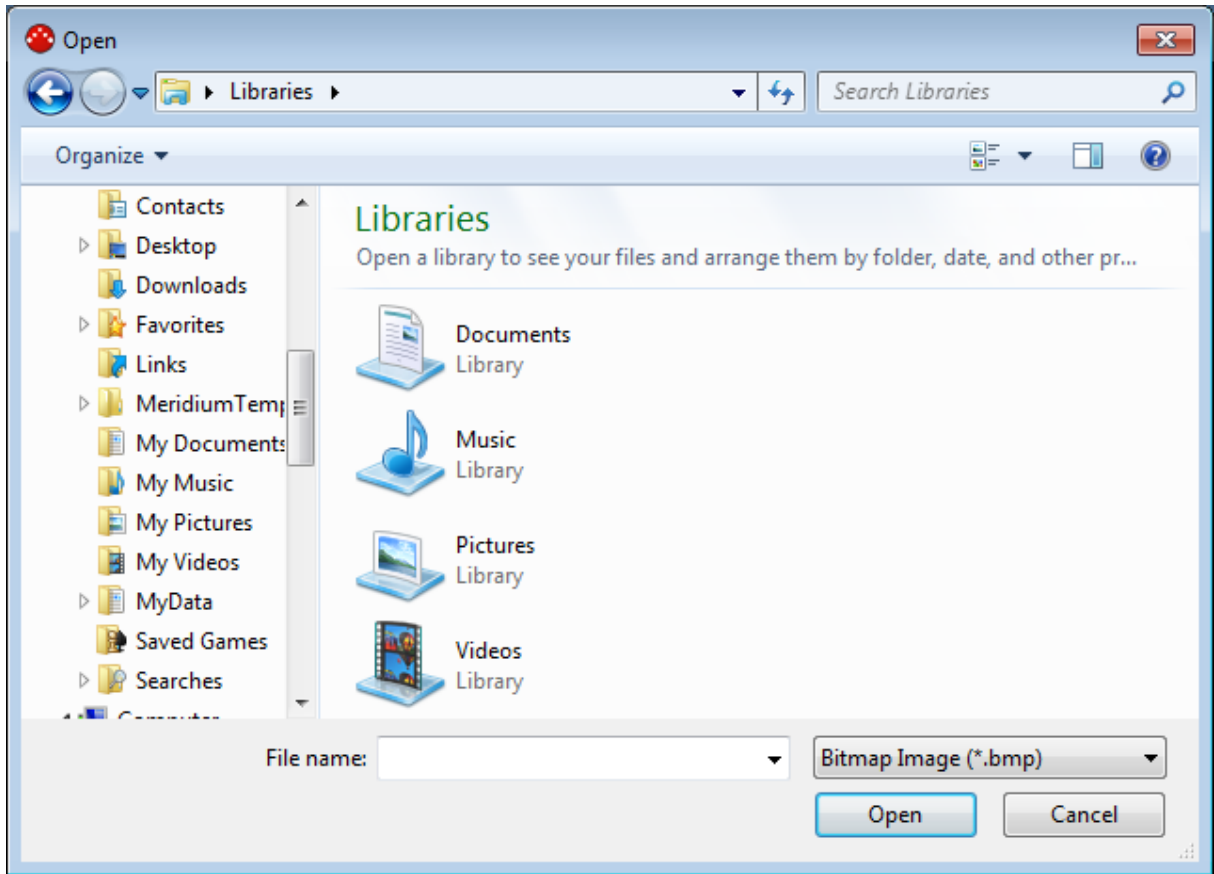 Open
Libraries
Search Libraries
Organize
Contacts
Desktop
Downloads
Favorites
Links
MeridiumTemp
My Documents
My Music
My Pictures
My Videos
MyData
Saved Games
Searches
Computer
Libraries
Open a library to see your files and arrange them by folder, date, and other pr...
Documents
Library
Music
Library
Pictures
Library
Videos
Library
File name:
Bitmap Image (*.bmp)
Open
Cancel